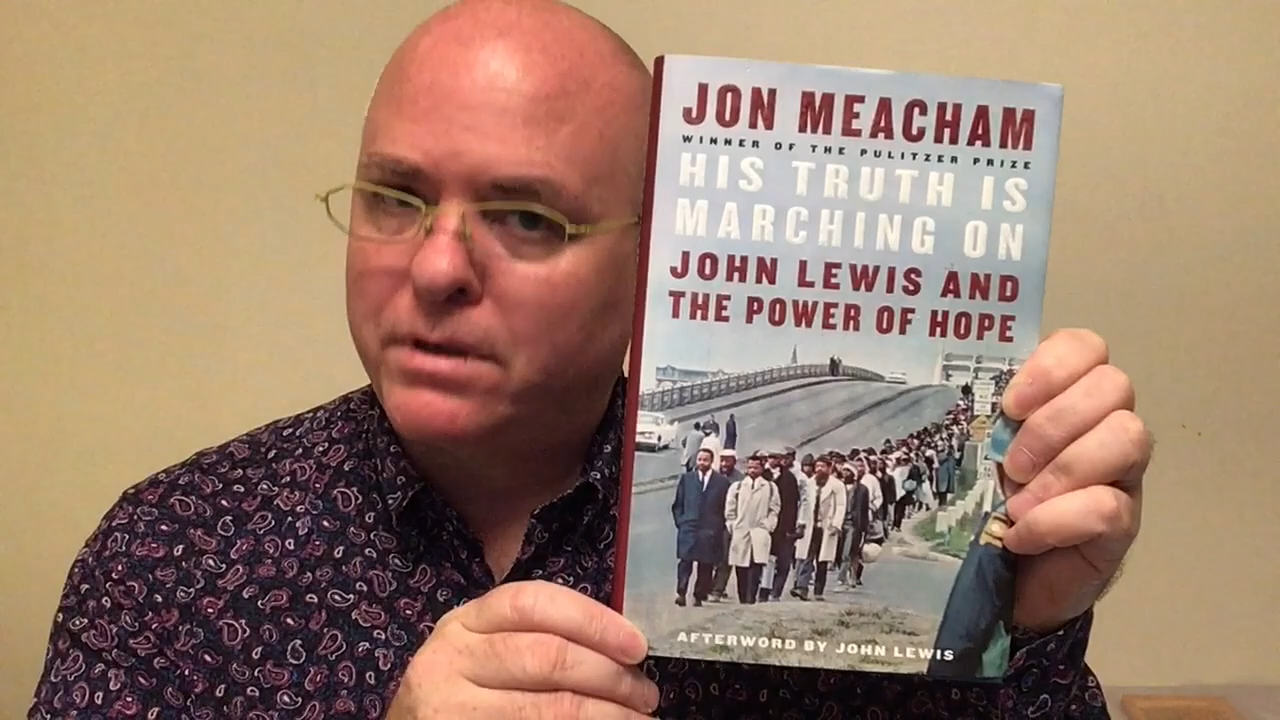 JON MEACHAM
WINNER OF THE PULITZER PRIZE
HIS TRUTH IS
MARCHING ON
JOHN LEWIS AND
THE POWER OF HOPE
AFTERWORD BY JOHN LEWIS